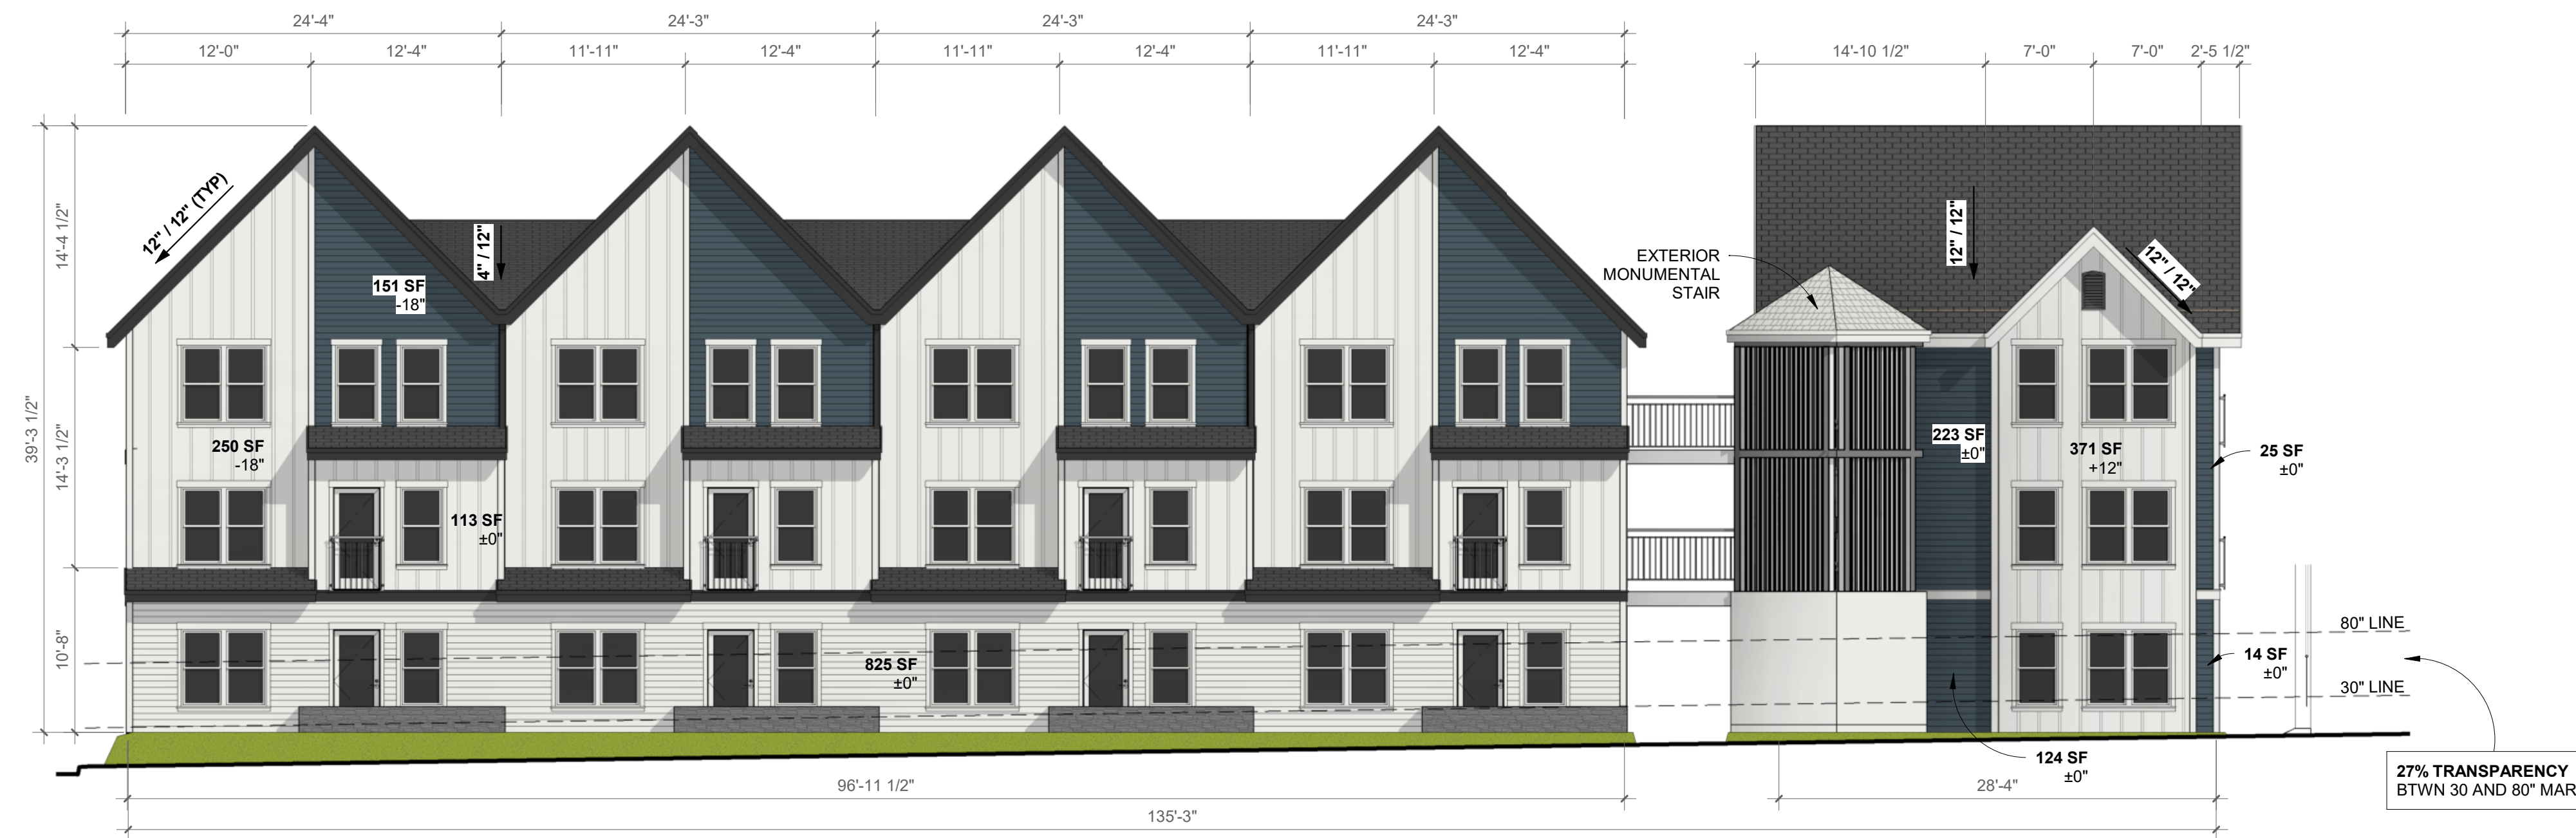 24'-4"
24'-3"
24'-3"
24'-3"
12'-0"
12'-4"
11'-11"
12'-4"
11'-11"
12'-4"
11'-11"
12'-4"
14'-10 1/2"
7'-0"
7'-0"
2'-5 1/2"
39'-3 1/2"
14'-4 1/2"
14'-3 1/2"
10'-8"
12" / 12" (TYP)
4" / 12"
151 SF
-18"
250 SF
-18"
113 SF
±0"
825 SF
±0"
EXTERIOR
MONUMENTAL
STAIR
12" / 12"
12" / 12"
223 SF
±0"
371 SF
+12"
25 SF
±0"
80" LINE
14 SF
±0"
30" LINE
124 SF
±0"
27% TRANSPARENCY
BTWN 30 AND 80" MAR
96'-11 1/2"
28'-4"
135'-3"